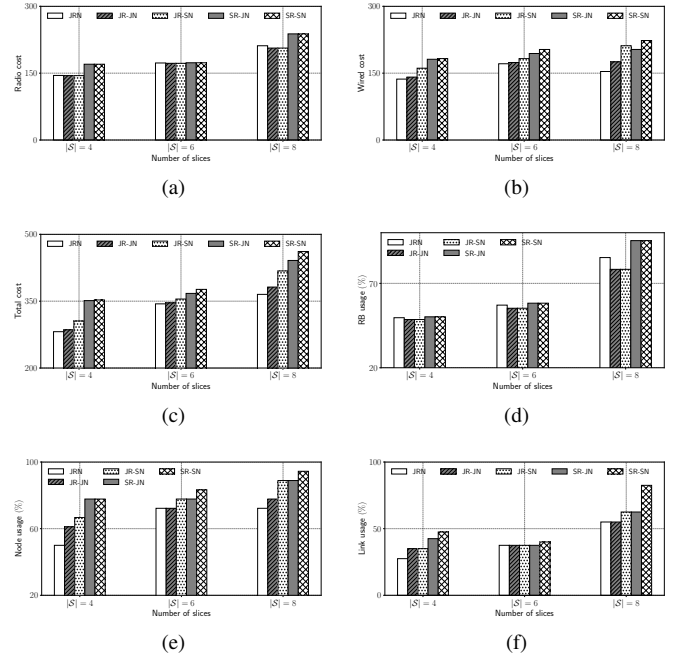 300
JRN JR-JN JR-SN SR-JN SR-SN
Radio cost
150
0
|S| = 4 |S| = 6 |S| = 8
Number of slices
(a)
300
JRN JR-JN JR-SN SR-JN SR-SN
Wired cost
150
0
|S| = 4 |S| = 6 |S| = 8
Number of slices
(b)
500
JRN JR-JN JR-SN SR-JN SR-SN
Total cost
350
200
|S| = 4 |S| = 6 |S| = 8
Number of slices
(c)
JRN JR-SN SR-SN
JR-JN SR-JN
RB usage (%)
70
20
|S| = 4 |S| = 6 |S| = 8
Number of slices
(d)
100
JRN JR-SN SR-SN
JR-JN SR-JN
Node usage (%)
60
20
|S| = 4 |S| = 6 |S| = 8
Number of slices
(e)
100
JRN JR-JN JR-SN SR-JN SR-SN
Link usage (%)
50
0
|S| = 4 |S| = 6 |S| = 8
Number of slices
(f)